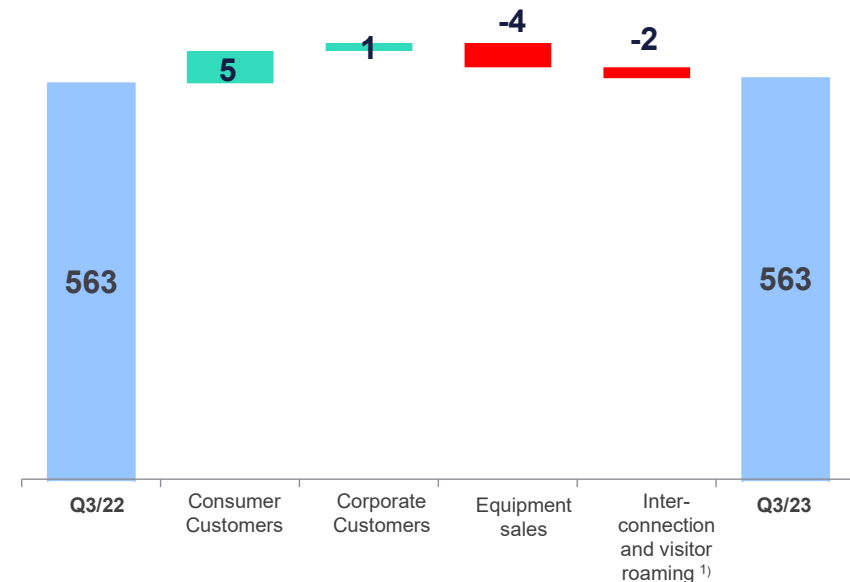 -4
-2
1
5
563
563
Q3/22
Consumer
Customers
Corporate
Customers
Equipment
sales
Inter-
connection
and visitor
roaming 1)
Q3/23